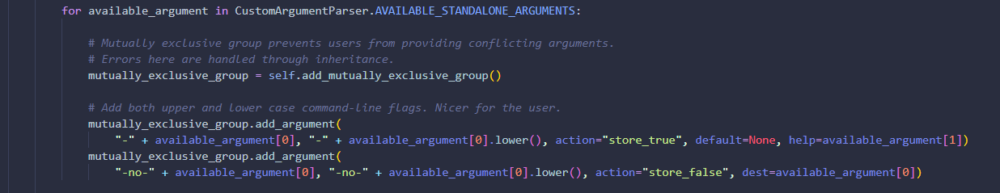 for available_argument in CustomArgumentParser.AVAILABLE_STANDALONE_ARGUMENTS:
# Mutually exclusive group prevents users from providing conflicting arguments.
# Errors here are handled through inheritance.
mutually_exclusive_group = self.add_mutually_exclusive_group()
# Add both upper and lower case command-line flags. Nicer for the user.
mutually_exclusive_group.add_argument(
"-" + available_argument[0], "-" + available_argument[0].lower(), action="store_true", default=None, help=available_argument[1])
mutually_exclusive_group.add_argument(
"-no-" + available_argument[0], "-no-" + available_argument[0].lower(), action="store_false", dest=available_argument[0])